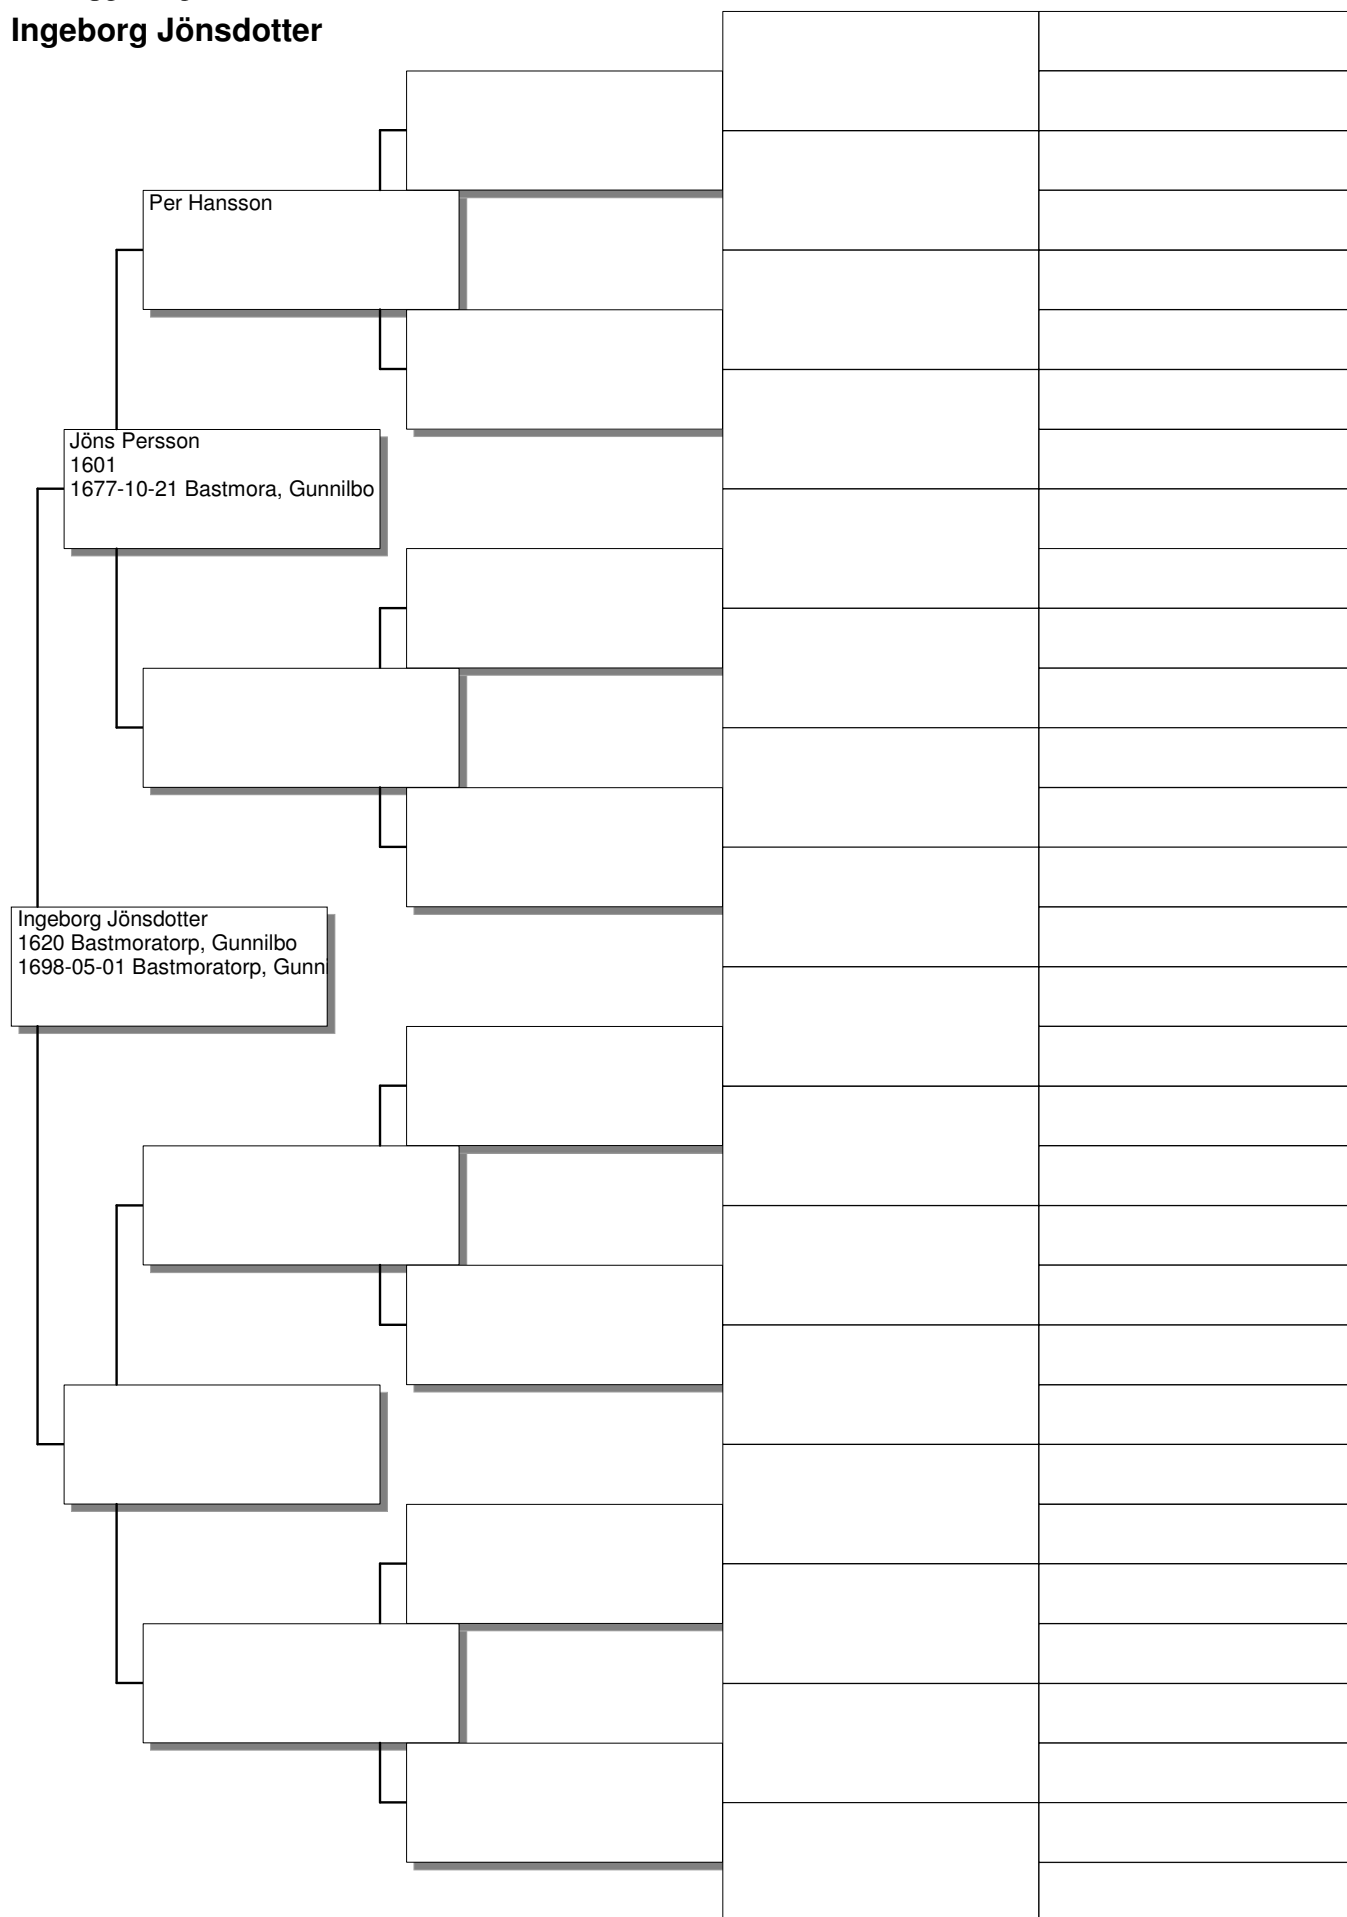 Ingeborg Jönsdotter
Per Hansson
Jöns Persson
1601
1677-10-21 Bastmora, Gunnilbo
Ingeborg Jönsdotter
1620 Bastmoratorp, Gunnilbo
1698-05-01 Bastmoratorp, Gunni